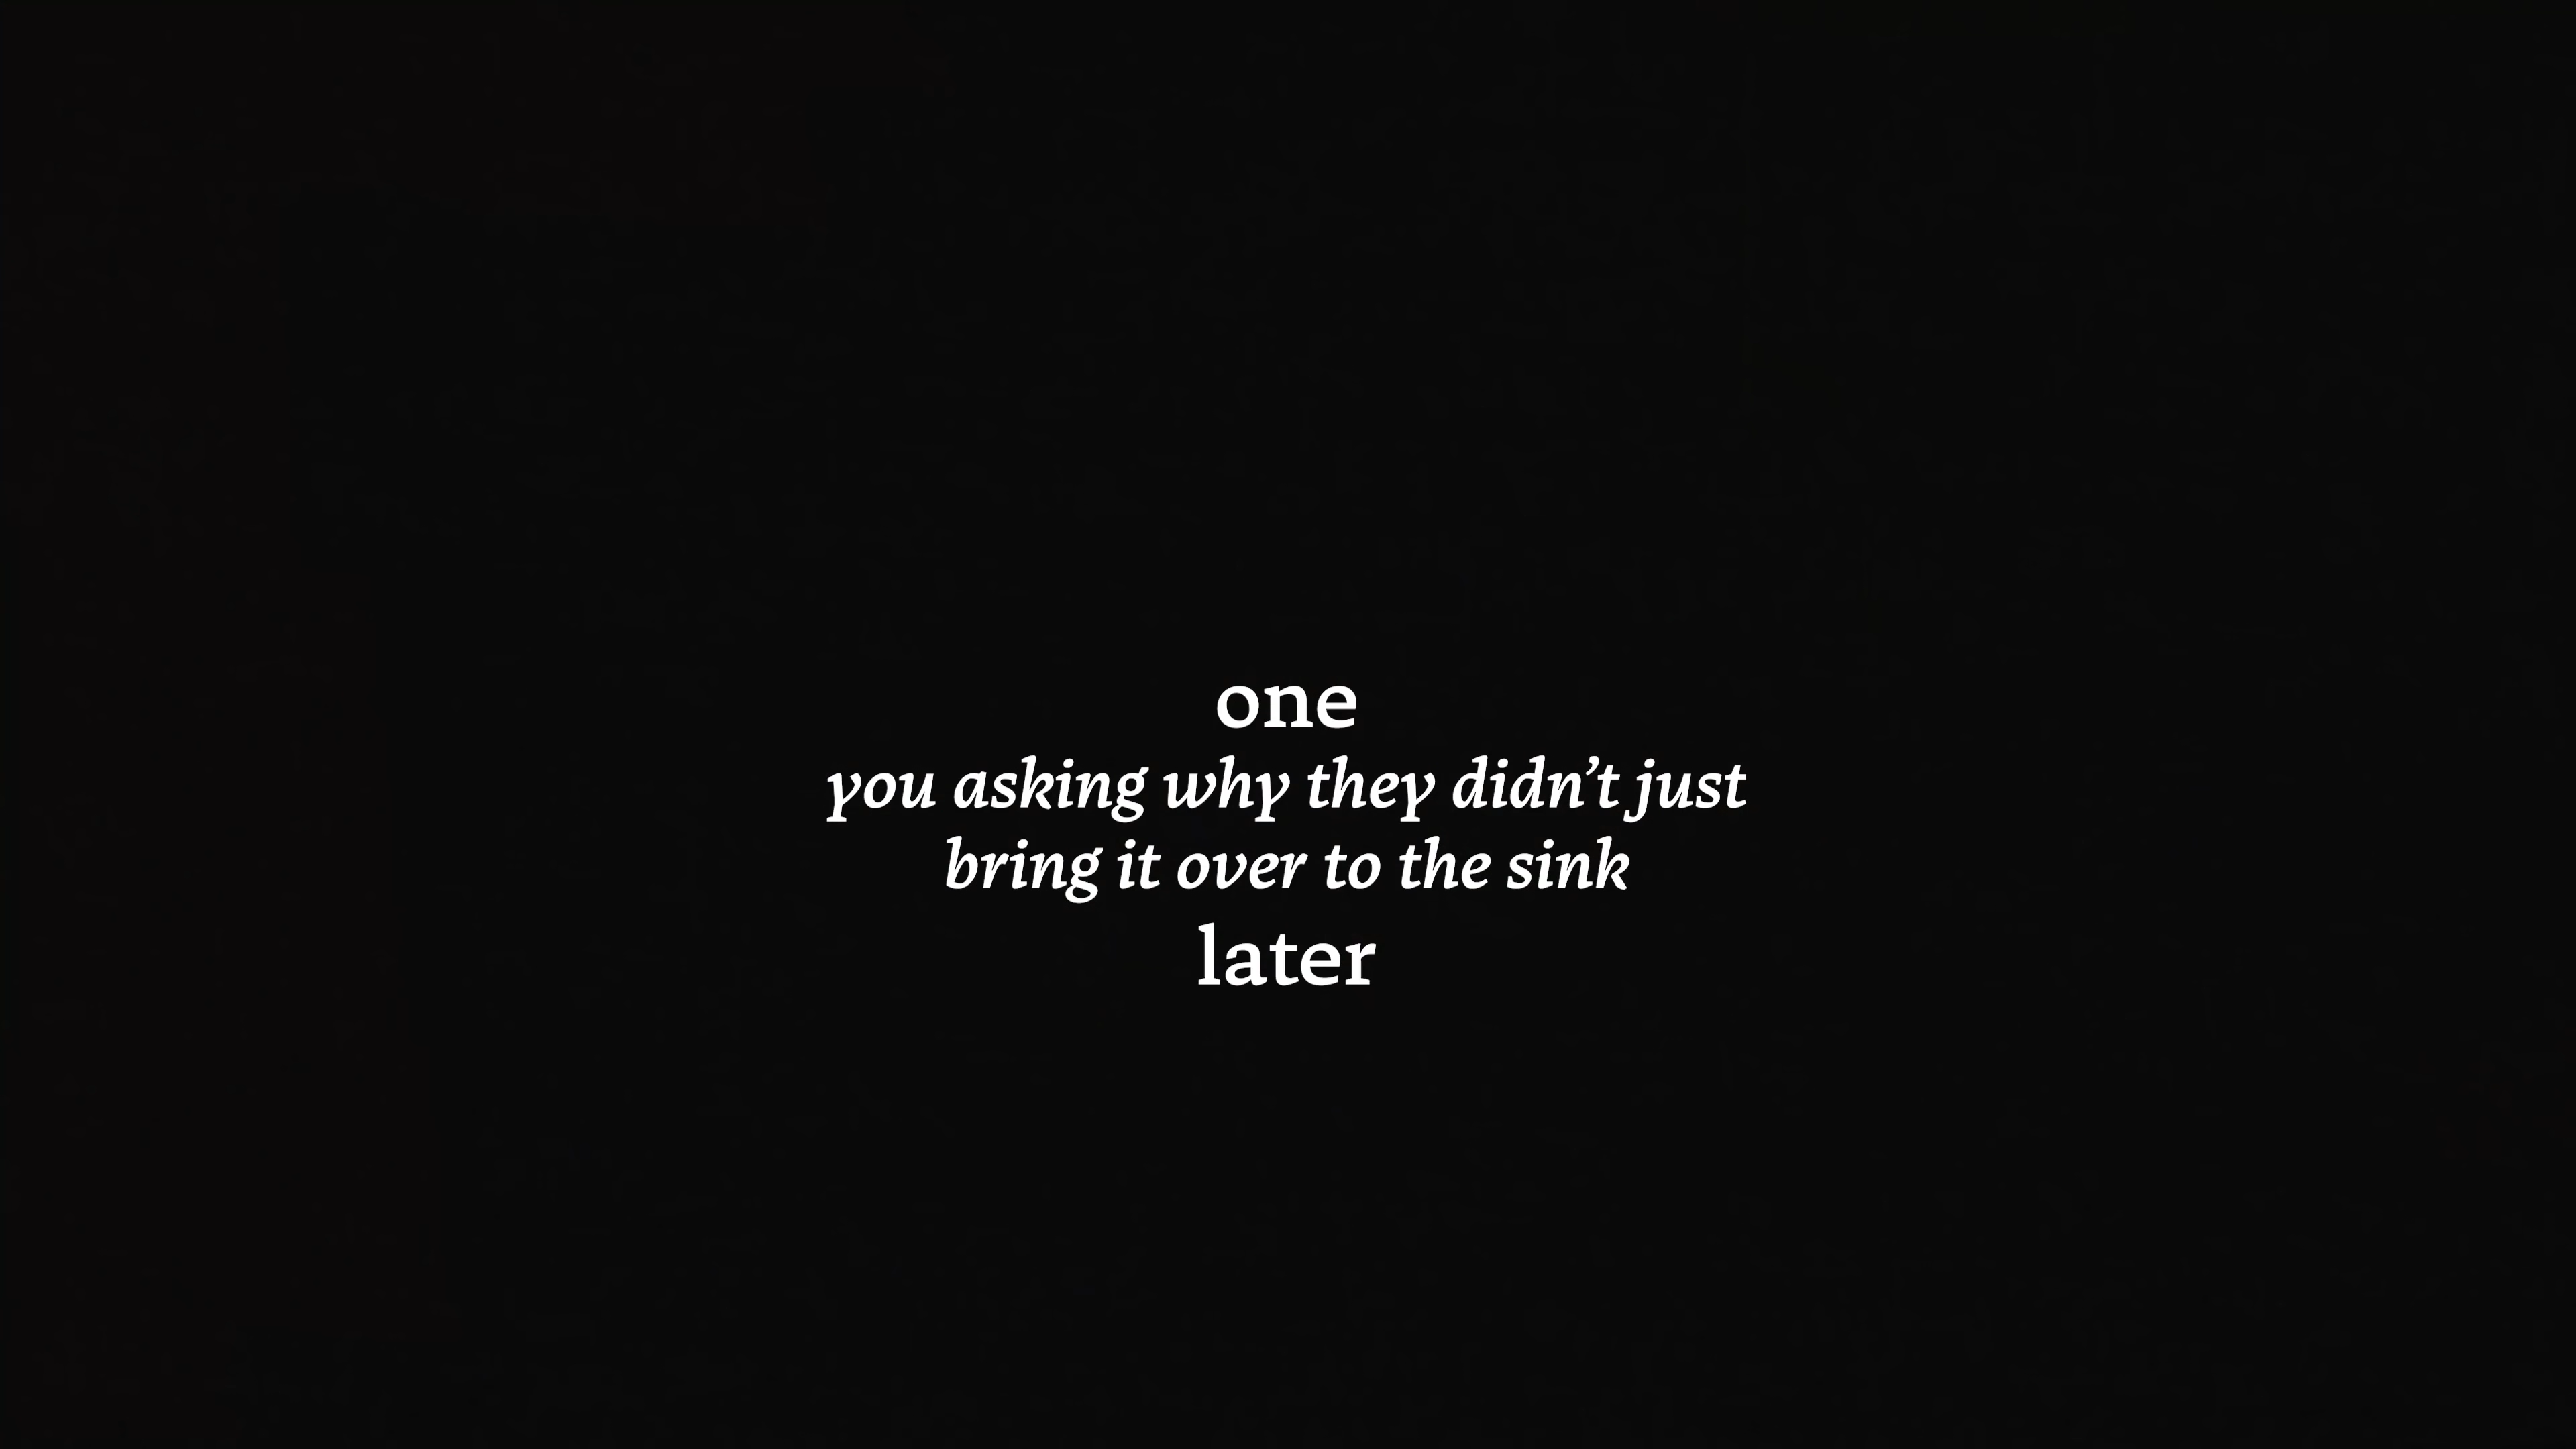 one
you asking why they didn’t just
bring it over to the sink
later